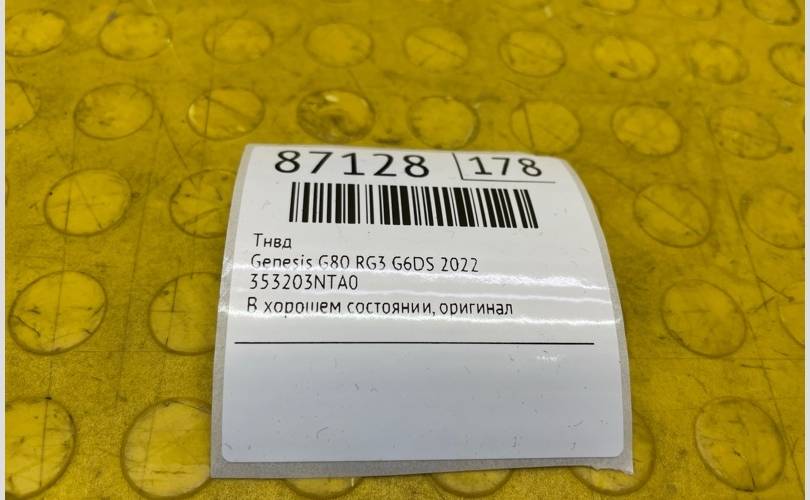 87128 178
Тнвд
Genesis G80 RG3 G6DS 2022
353203NTA0
В хорошем состоянии, оригинал